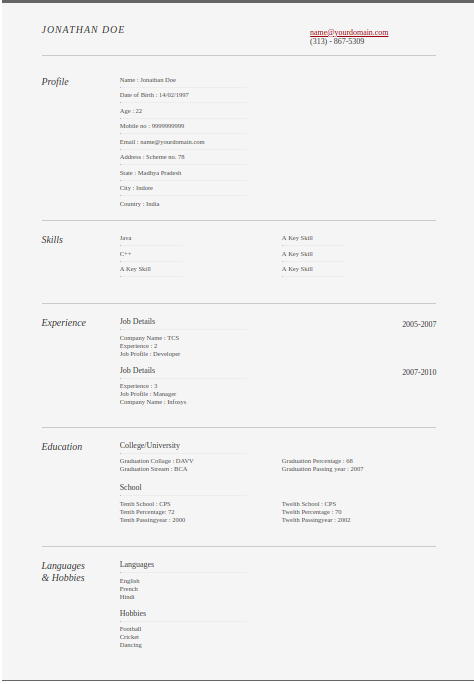 JONATHAN DOE
name@yourdomain.com
(313) - 867-5309
Profile
Name : Jonathan Doe
Date of Birth : 14/02/1997
Age : 22
Mobile no : 9999999999
Email : name@yourdomain.com
Address : Scheme no. 78
State : Madhya Pradesh
City : Indore
Country : India
Skills
Java
A Key Skill
C++
A Key Skill
A Key Skill
A Key Skill
Experience
Job Details
2005-2007
Company Name : TCS
Experience : 2
Job Profile : Developer
Job Details
2007-2010
Experience : 3
Job Profile : Manager
Company Name : Infosys
Education
College/University
Graduation Collage : DAVV
Graduation Percentage : 68
Graduation Stream : BCA
Graduation Passing year : 2007
School
Tenth School : CPS
Twelth School : CPS
Tenth Percentage: 72
Twelth Percentage : 70
Tenth Passingyear : 2000
Twelth Passingyear : 2002
Languages
& Hobbies
Languages
English
French
Hindi
Hobbies
Football
Cricket
Dancing